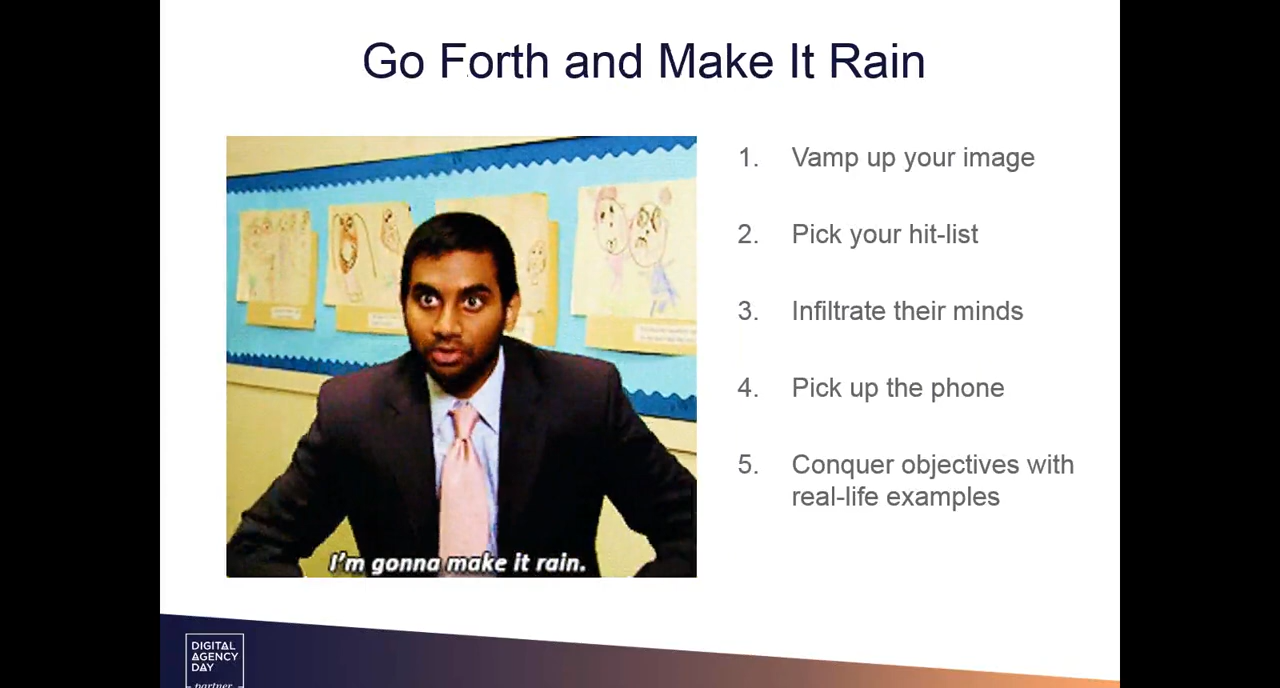 Go Forth and Make It Rain
1. Vamp up your image
2. Pick your hit-list
3. Infiltrate their minds
4. Pick up the phone
5. Conquer objectives with
real-life examples
I'm gonna make it rain.
DIGITAL
AGENCY
DAY
partner